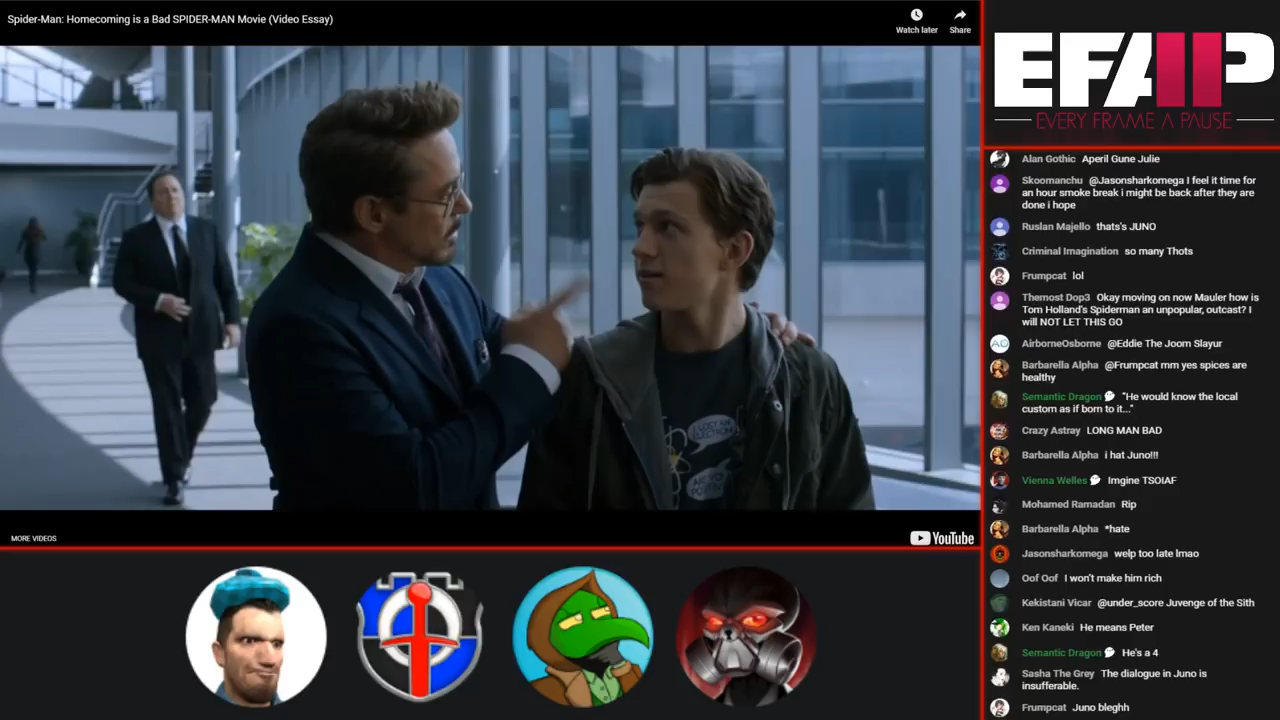 Spider-Man: Homecoming is a Bad SPIDER-MAN Movie (Video Essay)
Watch later
Share
I LOST AN
ELECTRON
MORE VIDEOS
YouTube
EFAP
EVERY FRAME A PAUSE
Alan Gothic Aperil Gune Julie
Skoomanchu @Jasonsharkomega I feel it time for
an hour smoke break i might be back after they are
done i hope
Ruslan Majello thats's JUNO
Criminal Imagination so many Thots
Frumpcat lol
Themost Dop3 Okay moving on now Mauler how is
Tom Holland's Spiderman an unpopular, outcast? I
will NOT LET THIS GO
AirborneOsborne @Eddie The Joom Slayur
Barbarella Alpha @Frumpcat mm yes spices are
healthy
Semantic Dragon "He would know the local
custom as if born to it..."
Crazy Astray LONG MAN BAD
Barbarella Alpha i hat Juno!!!
Vienna Welles Imgine TSOIAF
Mohamed Ramadan Rip
Barbarella Alpha *hate
Jasonsharkomega welp too late lmao
Oof Oof I won't make him rich
Kekistani Vicar @under_score Juvenge of the Sith
Ken Kaneki He means Peter
Semantic Dragon He's a 4
Sasha The Grey The dialogue in Juno is
insufferable.
Frumpcat Juno bleghh